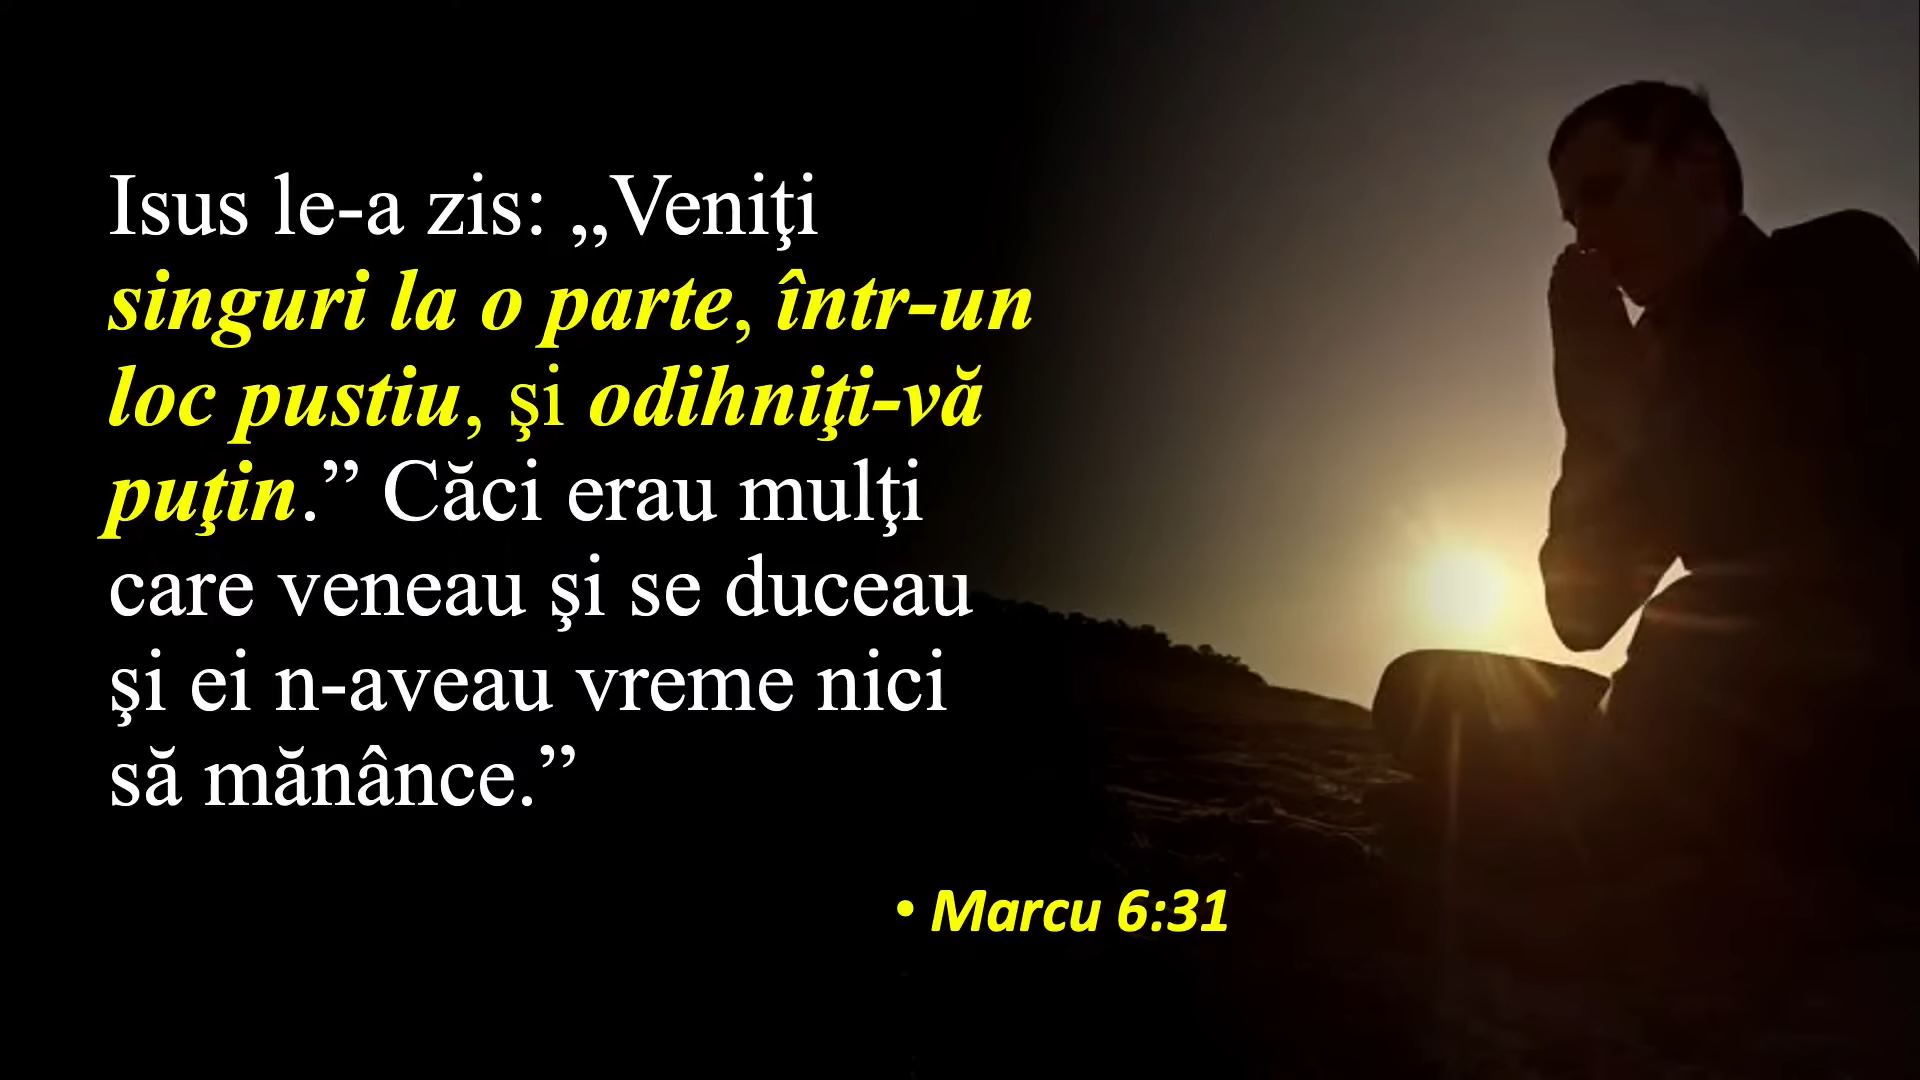 Isus le-a zis: „Veniţi
singuri la o parte, într-un
loc pustiu, şi odihniţi-vă
puţin.” Căci erau mulţi
care veneau şi se duceau
şi ei n-aveau vreme nici
să mănânce.”
• Marcu 6:31